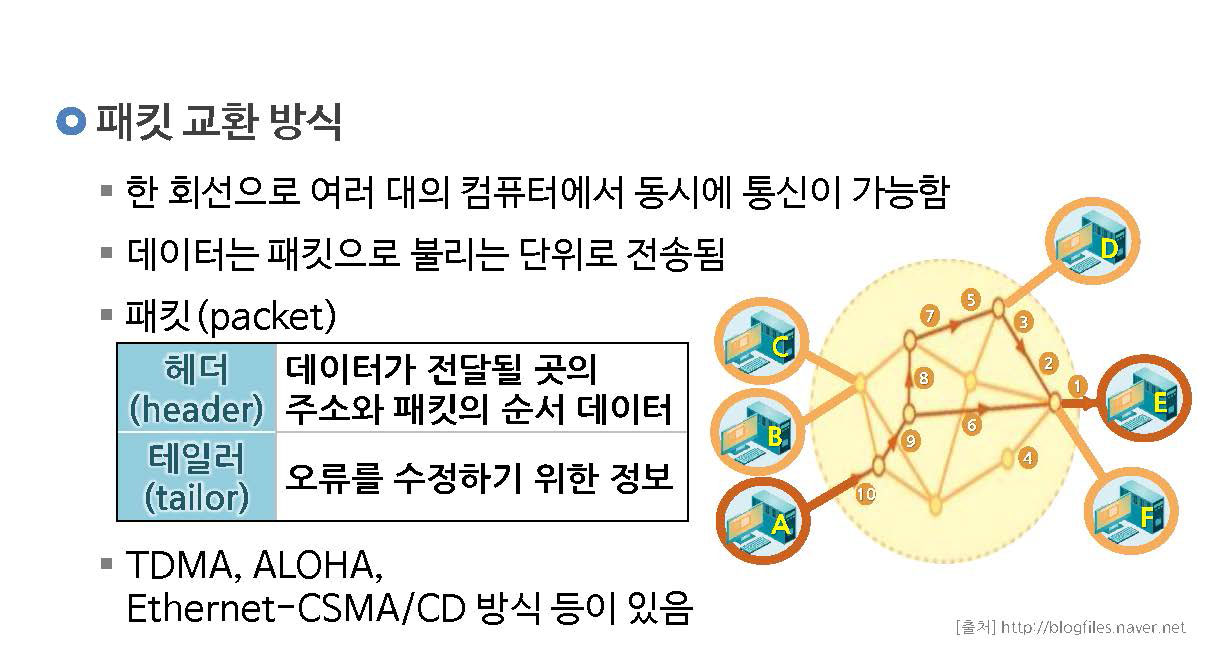 패킷 교환 방식
한 회선으로 여러 대의 컴퓨터에서 동시에 통신이 가능함
데이터는 패킷으로 불리는 단위로 전송됨
패킷(packet)
헤더
(header)
데이터가 전달될 곳의
주소와 패킷의 순서 데이터
테일러
(tailor)
오류를 수정하기 위한 정보
TDMA, ALOHA,
Ethernet-CSMA/CD 방식 등이 있음
D
C
B
A
E
F
5
7
3
8
2
1
6
9
4
10
[출처] http://blogfiles.naver.net